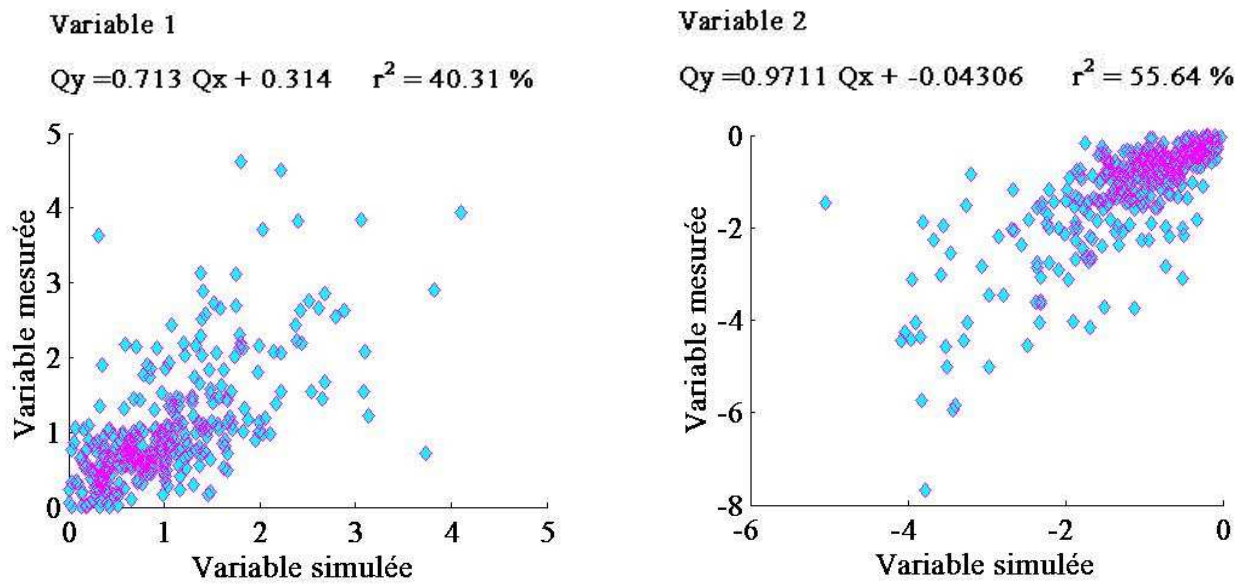 Variable 1
Qy =0.713 Qx + 0.314 r² = 40.31 %
5
4
3
2
1
0
Variable mesurée
0 1 2 3 4 5
Variable simulée
Variable 2
Qy =0.9711 Qx + -0.04306 r² = 55.64 %
0
-2
-4
-6
-8
Variable mesurée
-6 -4 -2 0
Variable simulée